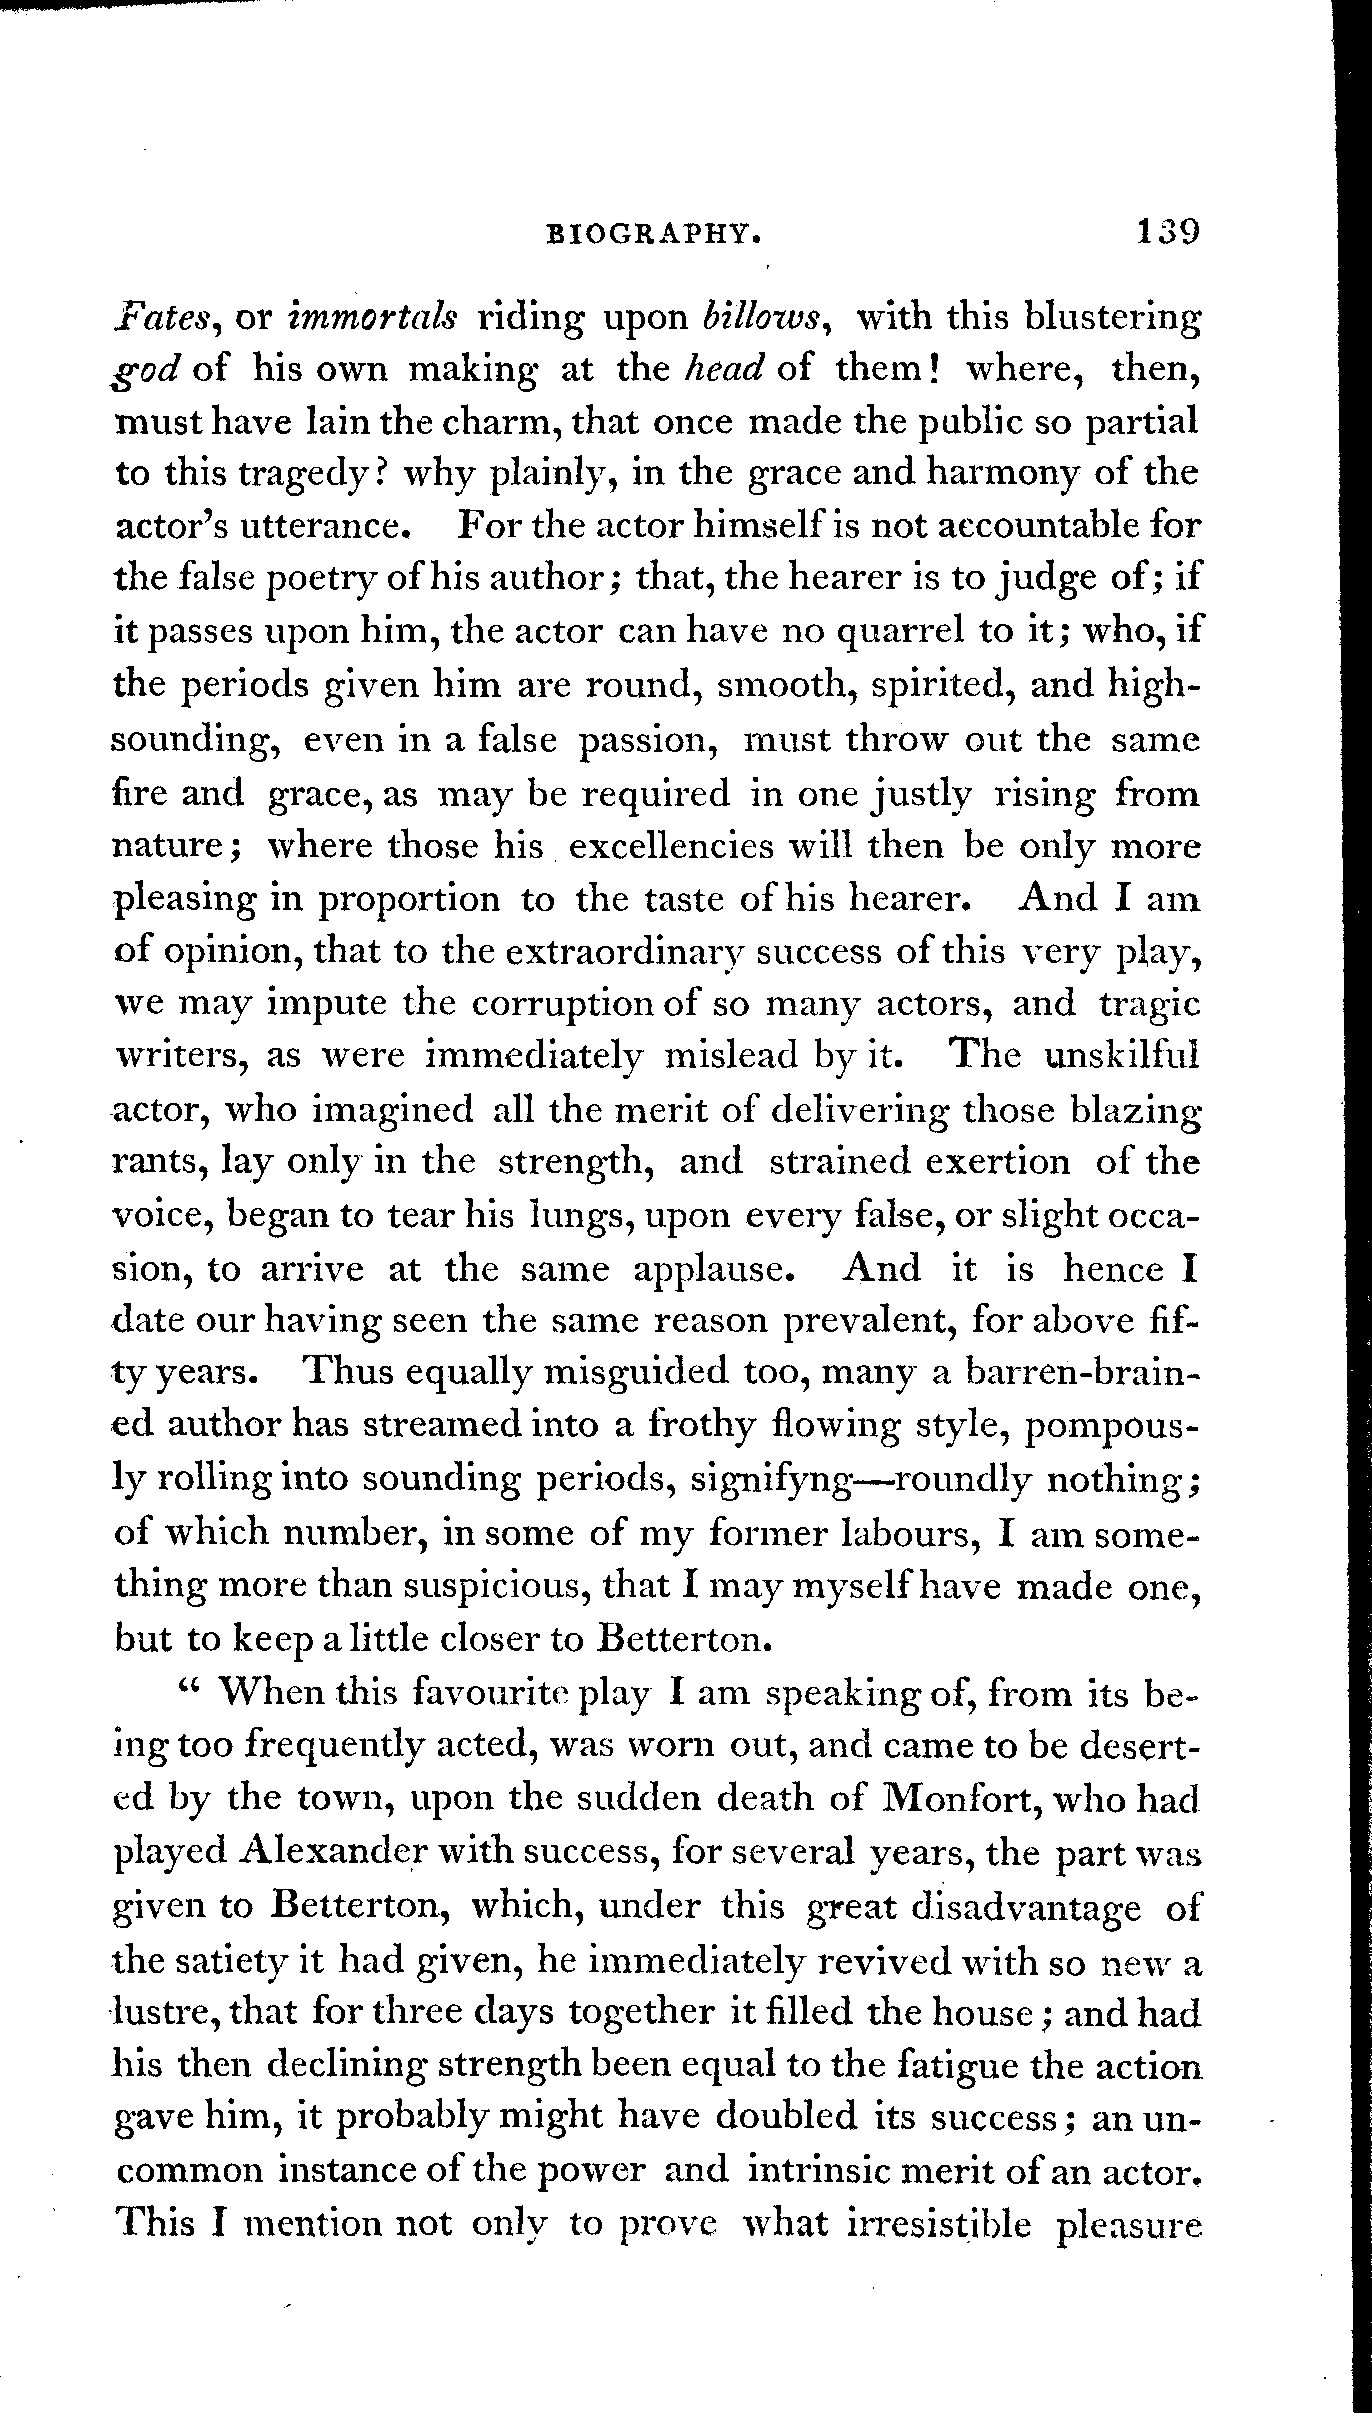 BIOGRAPHY. 139
Fates, or immortals riding upon billows, with this blustering
god of his own making at the head of them! where, then,
must have lain the charm, that once made the public so partial
to this tragedy? why plainly, in the grace and harmony of the
actor's utterance. For the actor himself is not accountable for
the false poetry of his author; that, the hearer is to judge of; if
it passes upon him, the actor can have no quarrel to it; who, if
the periods given him are round, smooth, spirited, and high-
sounding, even in a false passion, must throw out the same
fire and grace, as may be required in one justly rising from
nature; where those his excellencies will then be only more
pleasing in proportion to the taste of his hearer. And I am
of opinion, that to the extraordinary success of this very play,
we may impute the corruption of so many actors, and tragic
writers, as were immediately mislead by it. The unskilful
actor, who imagined all the merit of delivering those blazing
rants, lay only in the strength, and strained exertion of the
voice, began to tear his lungs, upon every false, or slight occa-
sion, to arrive at the same applause. And it is hence I
date our having seen the same reason prevalent, for above fif-
ty years. Thus equally misguided too, many a barren-brain-
ed author has streamed into a frothy flowing style, pompous-
ly rolling into sounding periods, signifyng—roundly nothing;
of which number, in some of my former labours, I am some-
thing more than suspicious, that I may myself have made one,
but to keep a little closer to Betterton.
“ When this favourite play I am speaking of, from its be-
ing too frequently acted, was worn out, and came to be desert-
ed by the town, upon the sudden death of Monfort, who had
played Alexander with success, for several years, the part was
given to Betterton, which, under this great disadvantage of
the satiety it had given, he immediately revived with so new a
lustre, that for three days together it filled the house; and had
his then declining strength been equal to the fatigue the action
gave him, it probably might have doubled its success; an un-
common instance of the power and intrinsic merit of an actor.
This I mention not only to prove what irresistible pleasure